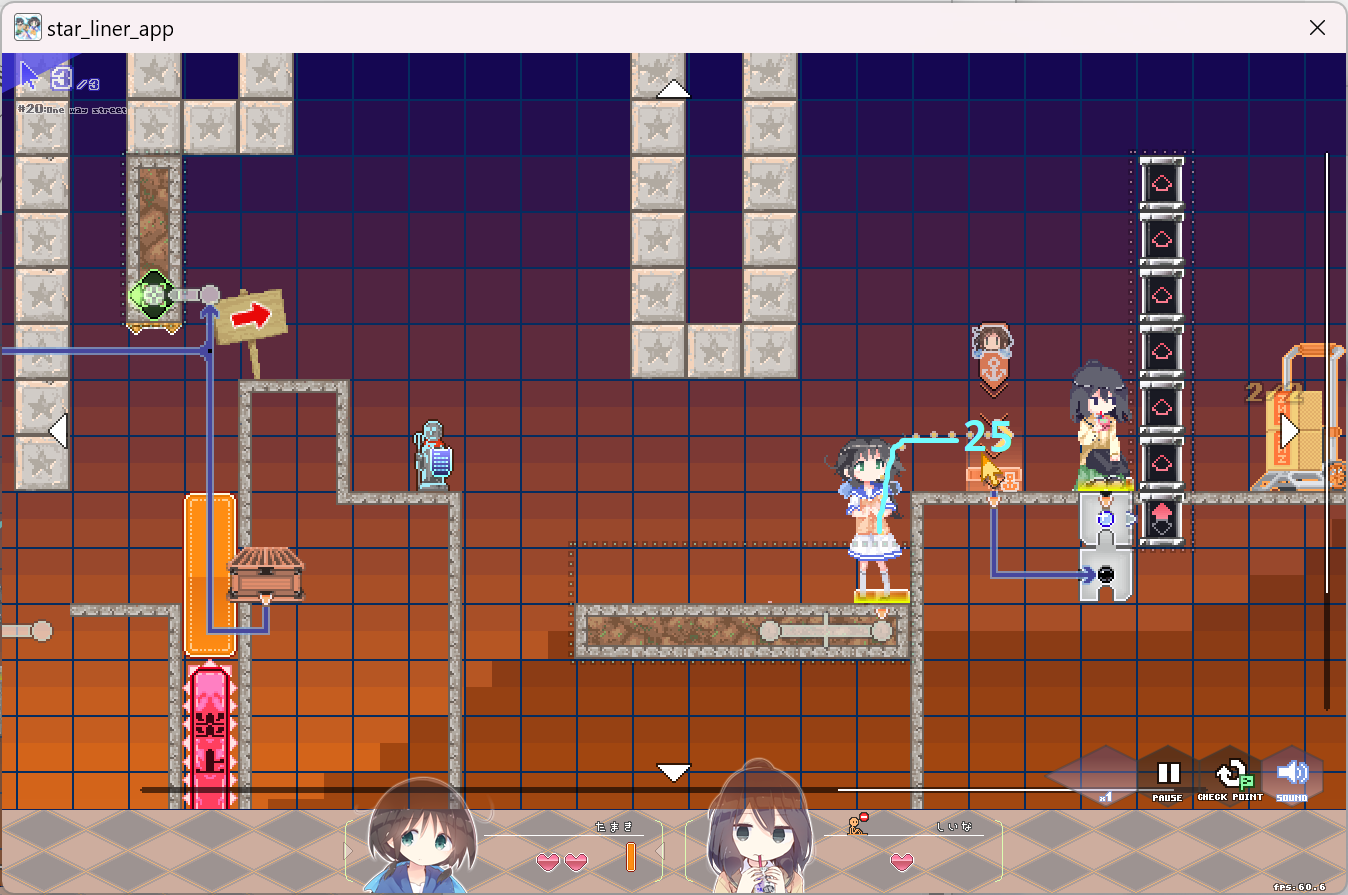 star_liner_app
3/3
#20:One way street
25
2/2
x1
PAUSE
CHECK POINT
SOUND
たまき
しいな
fps:60.6